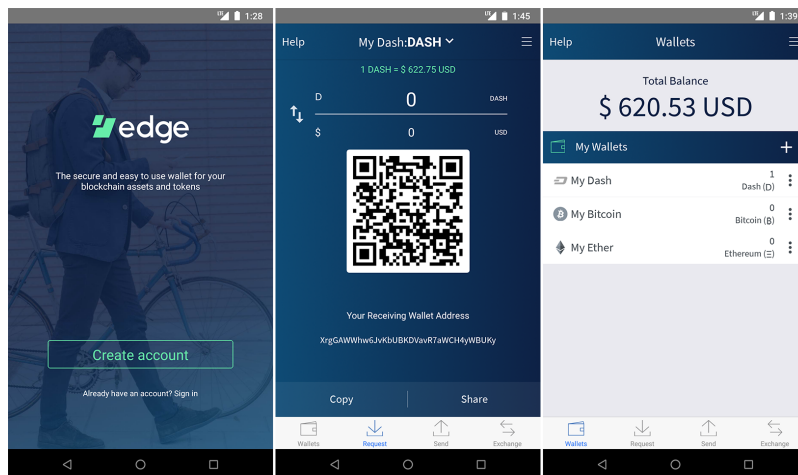 LTE 1:28
edge
The secure and easy to use wallet for your
blockchain assets and tokens
Create account
Already have an account? Sign in
LTE 1:45
Help My Dash:DASH
1 DASH = $ 622.75 USD
D 0 DASH
$ 0 USD
Your Receiving Wallet Address
XrgGAWWhw6JvKbUBKDVavR7aWCH4yWBUKy
Copy Share
Wallets Request Send Exchange
LTE 1:39
Help Wallets
Total Balance
$ 620.53 USD
My Wallets +
My Dash 1
Dash (D)
My Bitcoin 0
Bitcoin (Ƀ)
My Ether 0
Ethereum (Ξ)
Wallets Request Send Exchange